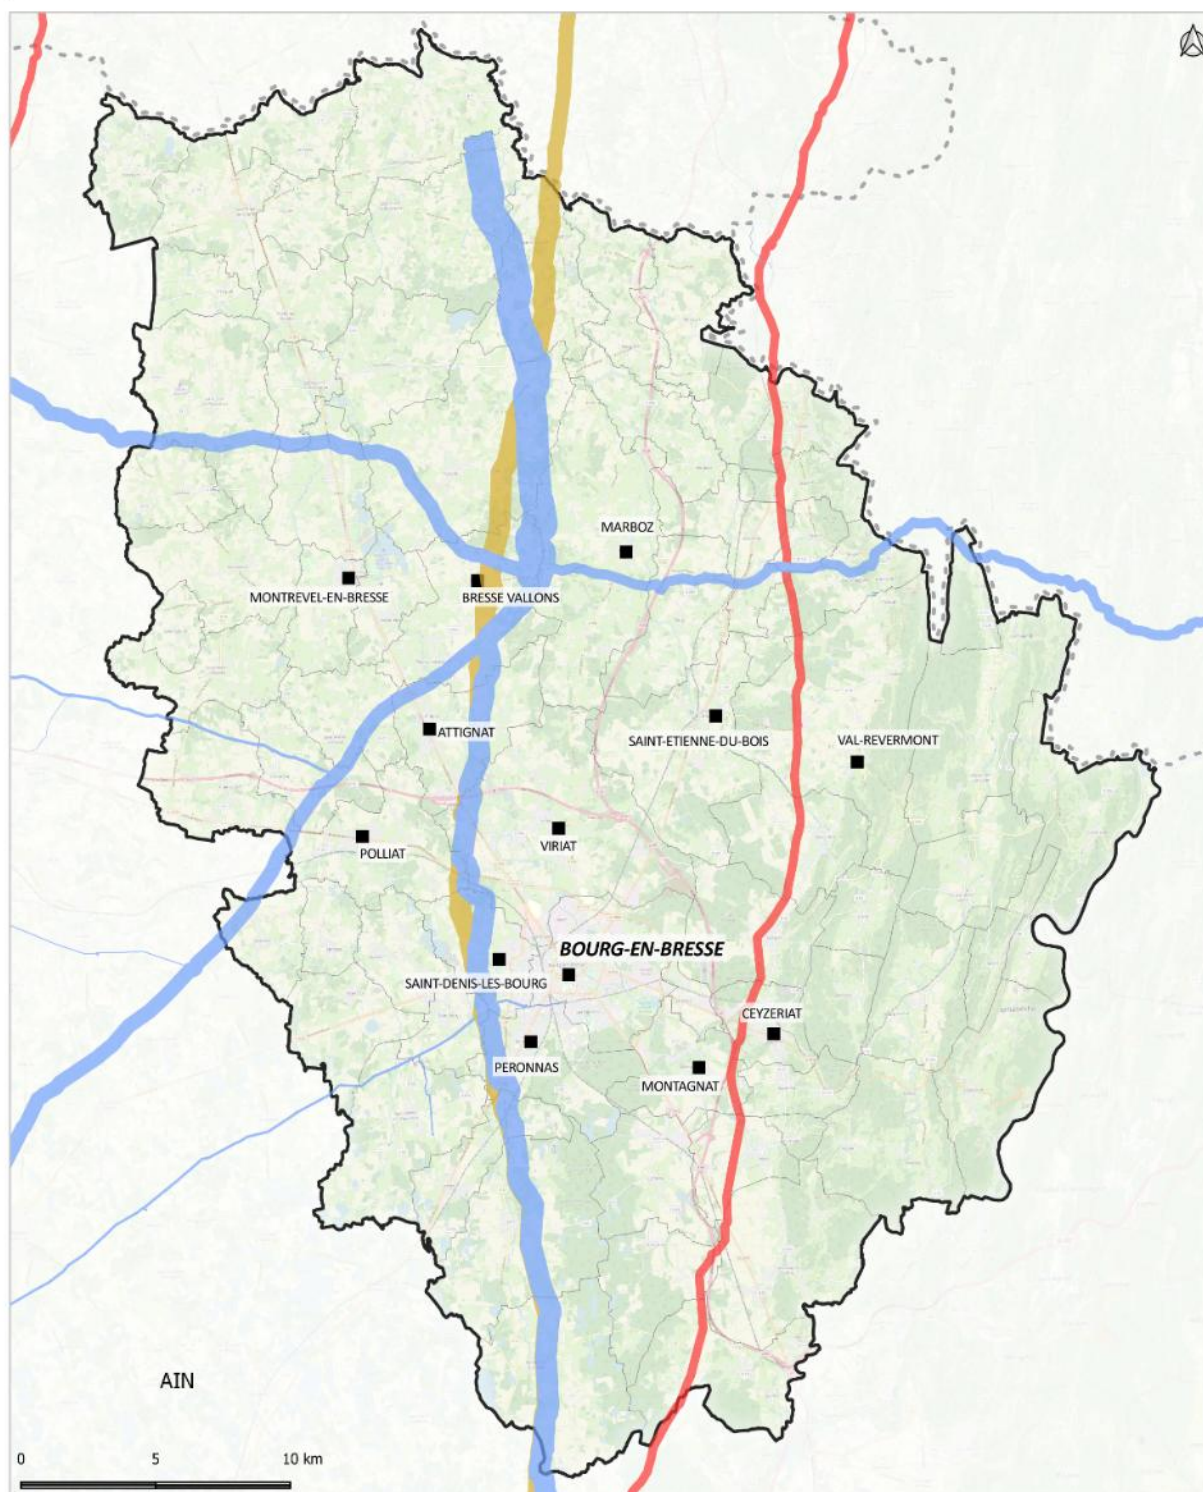 MARBOZ
MONTREVEL-EN-BRESSE
BRESSE VALLONS
ATTIGNAT
SAINT-ETIENNE-DU-BOIS
VAL-REVERMONT
POLLIAT
VIRIAT
BOURG-EN-BRESSE
SAINT-DENIS-LES-BOURG
CEYZERIAT
PERONNAS
MONTAGNAT
AIN
0 5 10 km